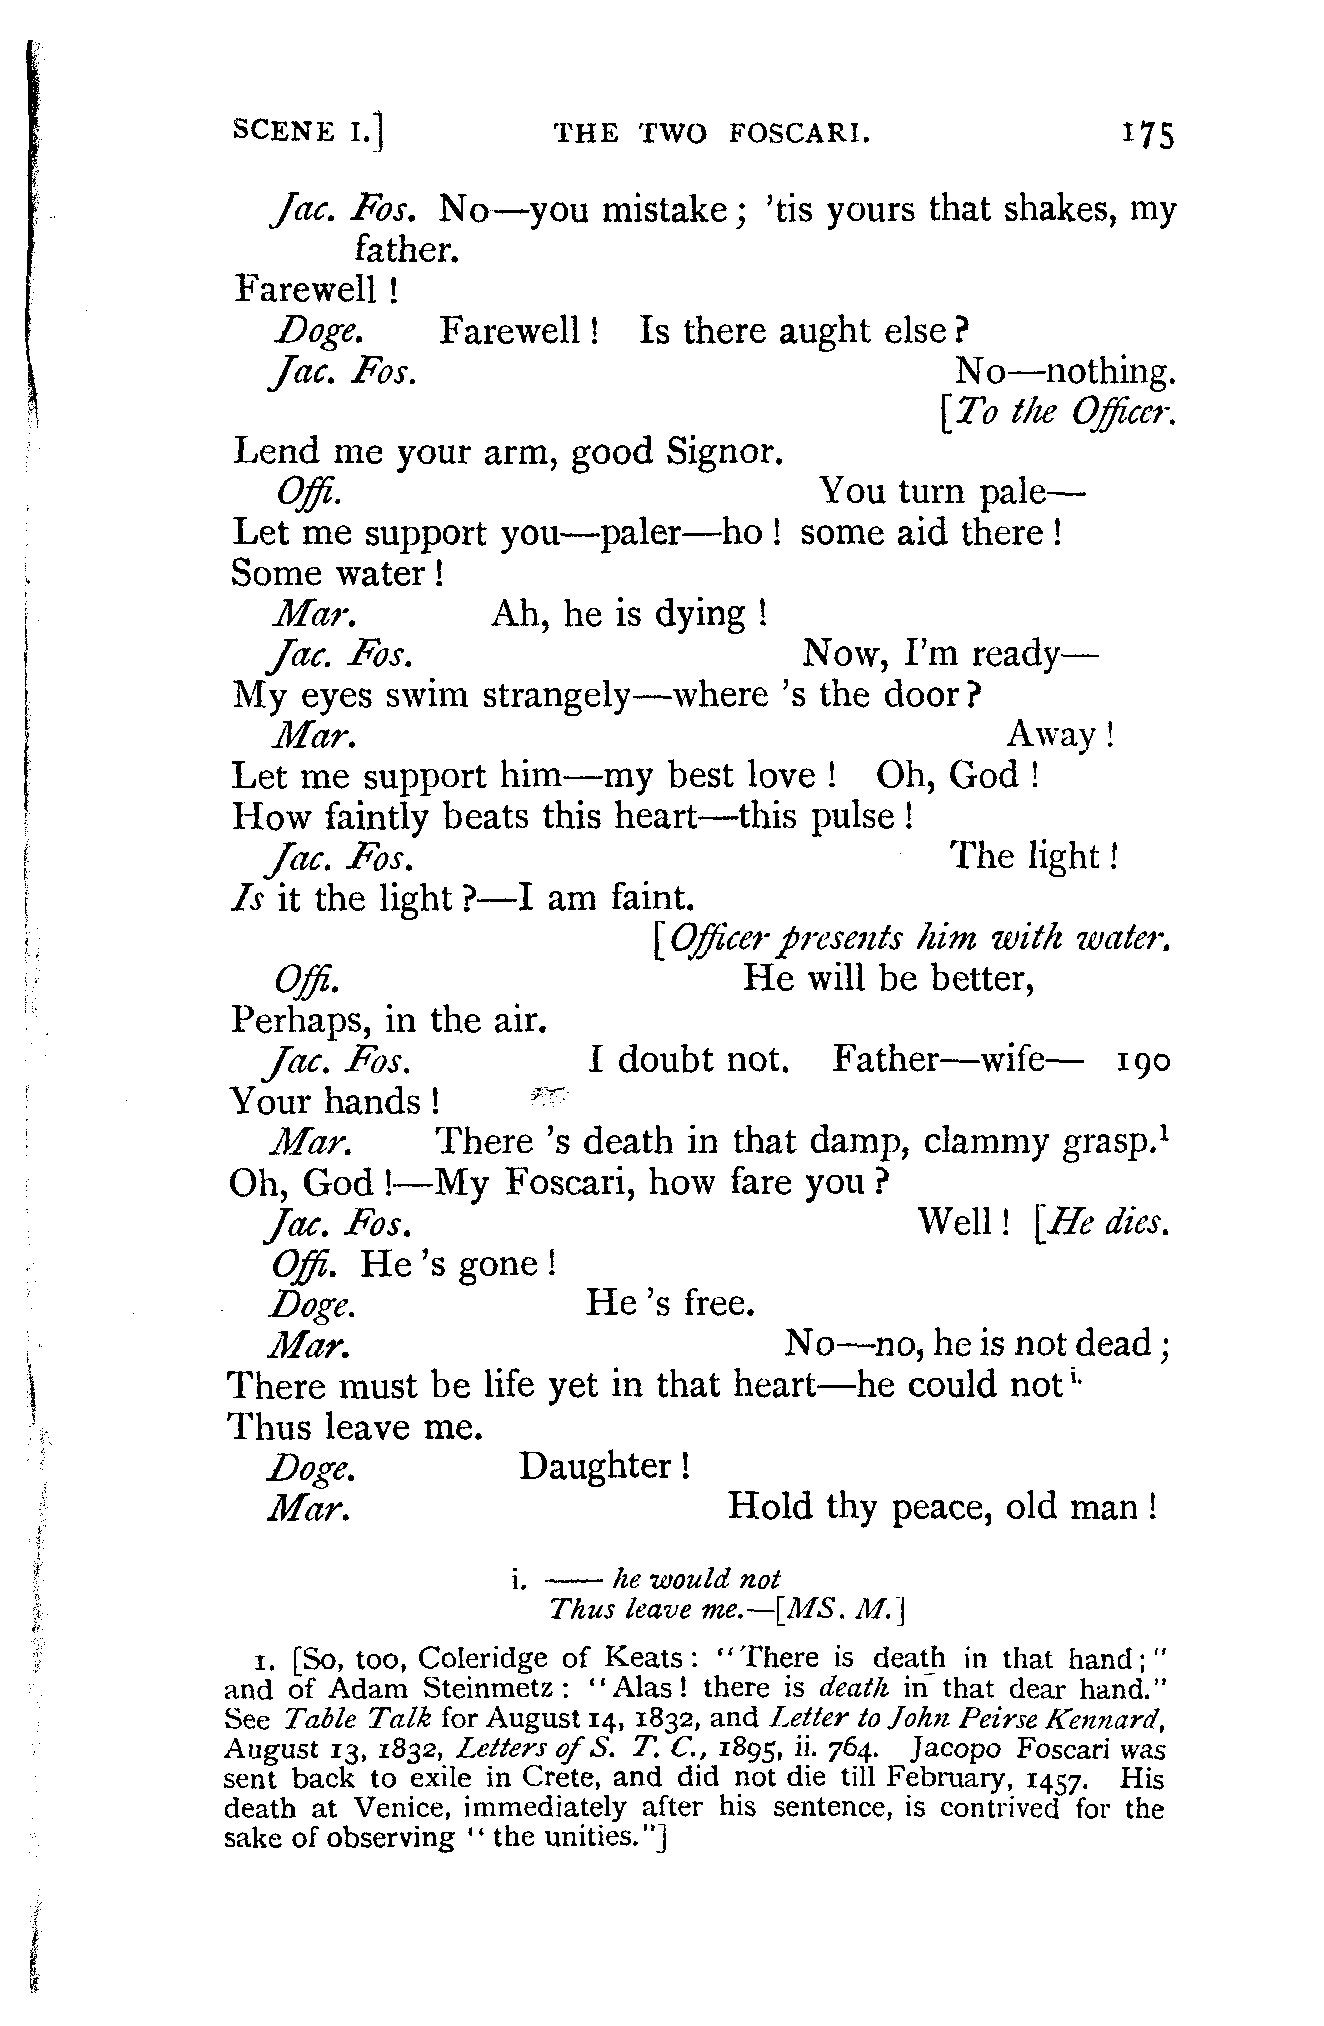 SCENE I.] THE TWO FOSCARI. 175
Jac. Fos. No—you mistake; 'tis yours that shakes, my
father.
Farewell!
Doge. Farewell! Is there aught else?
Jac. Fos. No—nothing.
[To the Officer.
Lend me your arm, good Signor.
Offi. You turn pale—
Let me support you—paler—ho! some aid there!
Some water!
Mar. Ah, he is dying!
Jac. Fos. Now, I'm ready—
My eyes swim strangely—where 's the door?
Mar. Away!
Let me support him—my best love! Oh, God!
How faintly beats this heart—this pulse!
Jac. Fos. The light!
Is it the light?—I am faint.
[Officer presents him with water.
Offi. He will be better,
Perhaps, in the air.
Jac. Fos. I doubt not. Father—wife— 190
Your hands!
Mar. There 's death in that damp, clammy grasp.¹
Oh, God!—My Foscari, how fare you?
Jac. Fos. Well! [He dies.
Offi. He 's gone!
Doge. He 's free.
Mar. No—no, he is not dead;
There must be life yet in that heart—he could not i.
Thus leave me.
Doge. Daughter!
Mar. Hold thy peace, old man!
i. —— he would not
Thus leave me.—[MS. M.]
1. [So, too, Coleridge of Keats: "There is death in that hand;"
and of Adam Steinmetz: "Alas! there is death in that dear hand."
See Table Talk for August 14, 1832, and Letter to John Peirse Kennard,
August 13, 1832, Letters of S. T. C., 1895, ii. 764. Jacopo Foscari was
sent back to exile in Crete, and did not die till February, 1457. His
death at Venice, immediately after his sentence, is contrived for the
sake of observing "the unities."]